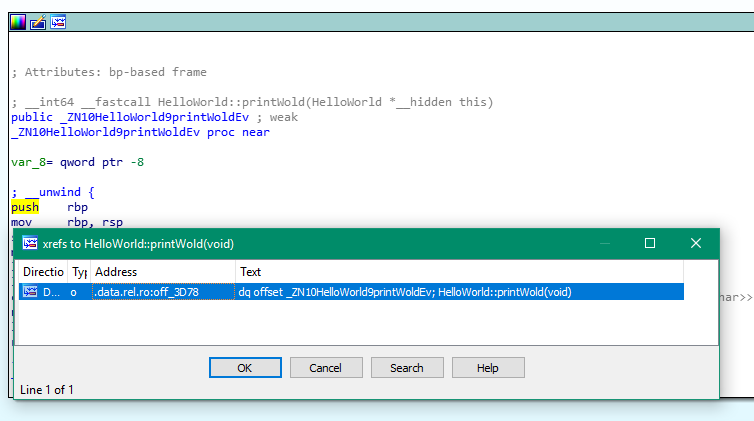 ; Attributes: bp-based frame
; __int64 __fastcall HelloWorld::printWold(HelloWorld *__hidden this)
public _ZN10HelloWorld9printWoldEv ; weak
_ZN10HelloWorld9printWoldEv proc near
var_8= qword ptr -8
; __unwind {
push rbp
mov rbp, rsp
xrefs to HelloWorld::printWold(void)
Directio Typ Address Text
D... o .data.rel.ro:off_3D78 dq offset _ZN10HelloWorld9printWoldEv; HelloWorld::printWold(void)
har>>
OK Cancel Search Help
Line 1 of 1